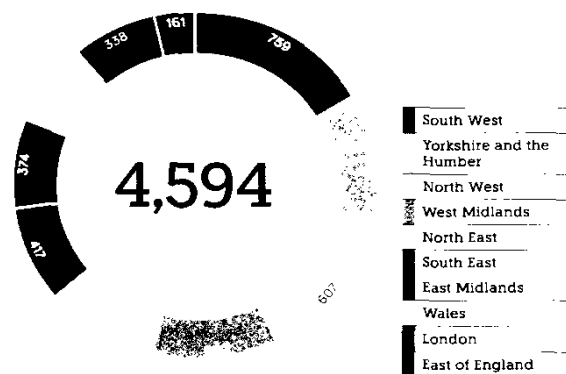 338
161
759
374
4,594
417
607
South West
Yorkshire and the
Humber
North West
West Midlands
North East
South East
East Midlands
Wales
London
East of England